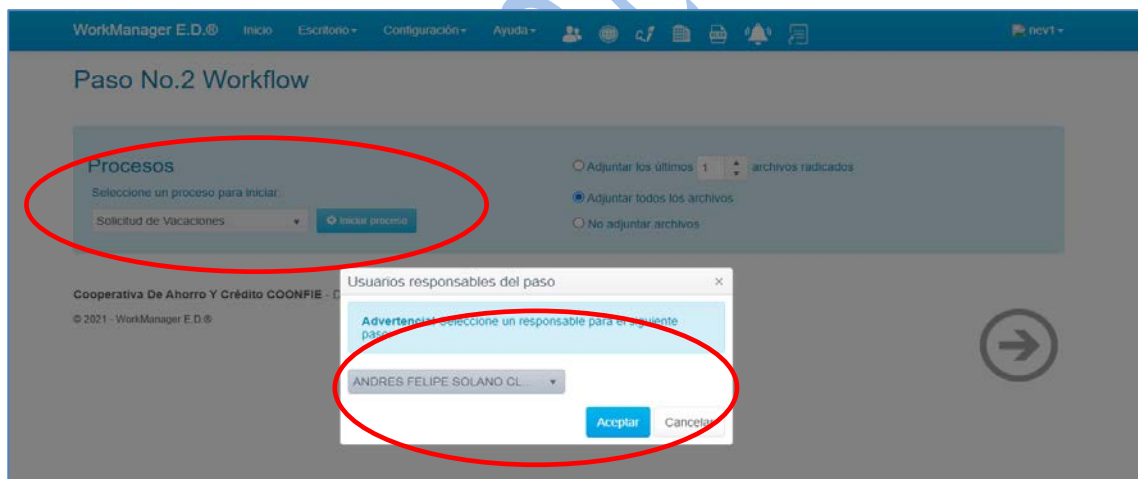 WorkManager E.D.® Inicio Escritorio Configuración Ayuda nev1
Paso No.2 Workflow
Procesos
Seleccione un proceso para iniciar:
Solicitud de Vacaciones Iniciar proceso
Adjuntar los últimos 1 archivos radicados
Adjuntar todos los archivos
No adjuntar archivos
Usuarios responsables del paso ×
Advertencia! Seleccione un responsable para el siguiente
paso
ANDRES FELIPE SOLANO CL...
Aceptar Cancelar
Cooperativa De Ahorro Y Crédito COONFIE - D
© 2021 - WorkManager E.D.®